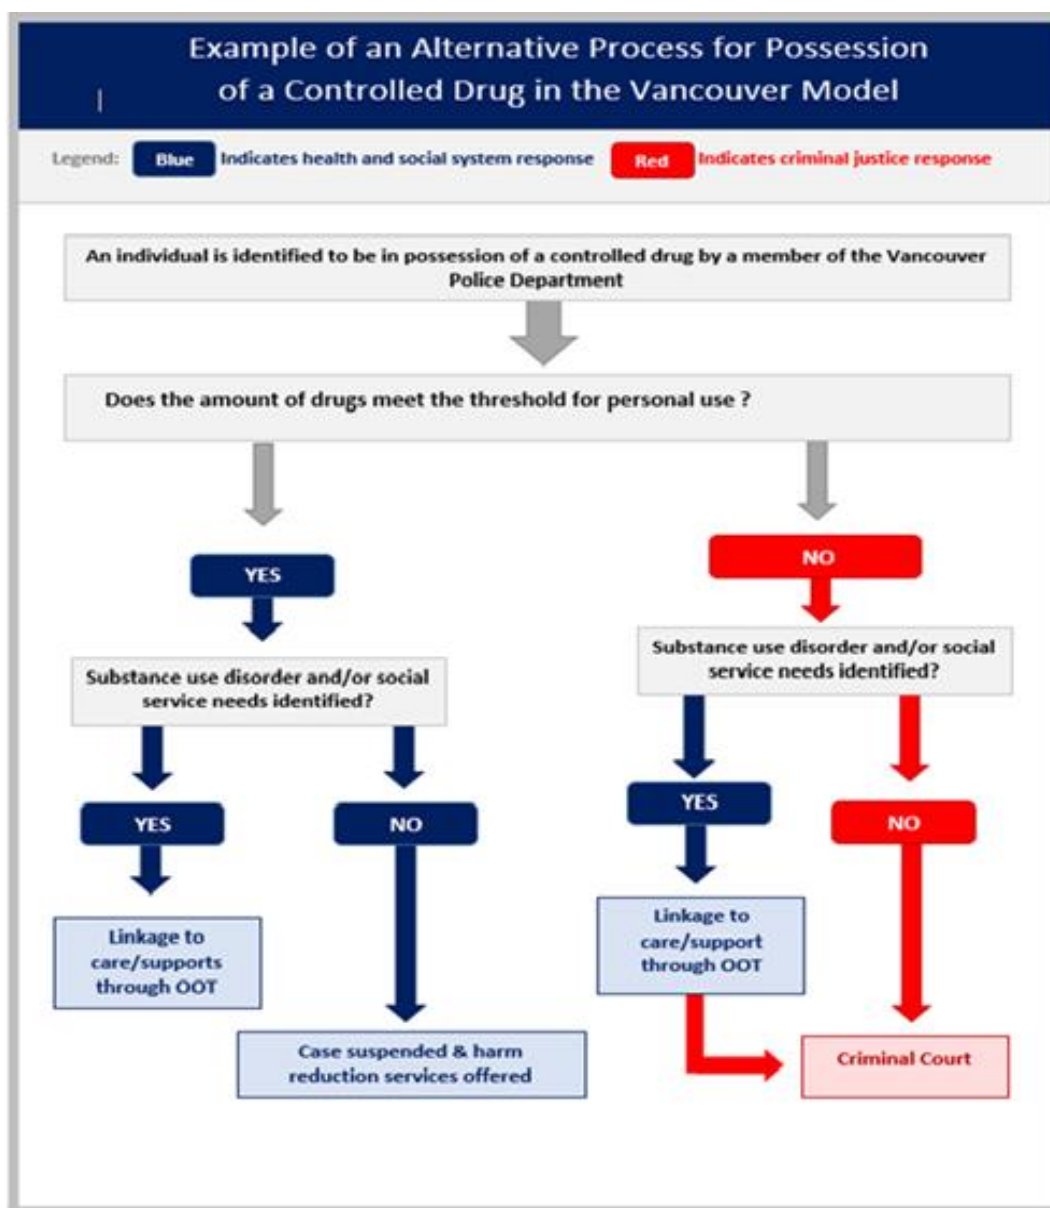 Example of an Alternative Process for Possession
of a Controlled Drug in the Vancouver Model
Legend: Blue Indicates health and social system response Red Indicates criminal justice response
An individual is identified to be in possession of a controlled drug by a member of the Vancouver
Police Department
Does the amount of drugs meet the threshold for personal use ?
YES
NO
Substance use disorder and/or social
service needs identified?
Substance use disorder and/or social
service needs identified?
YES
NO
YES
NO
Linkage to
care/supports
through OOT
Case suspended & harm
reduction services offered
Linkage to
care/support
through OOT
Criminal Court